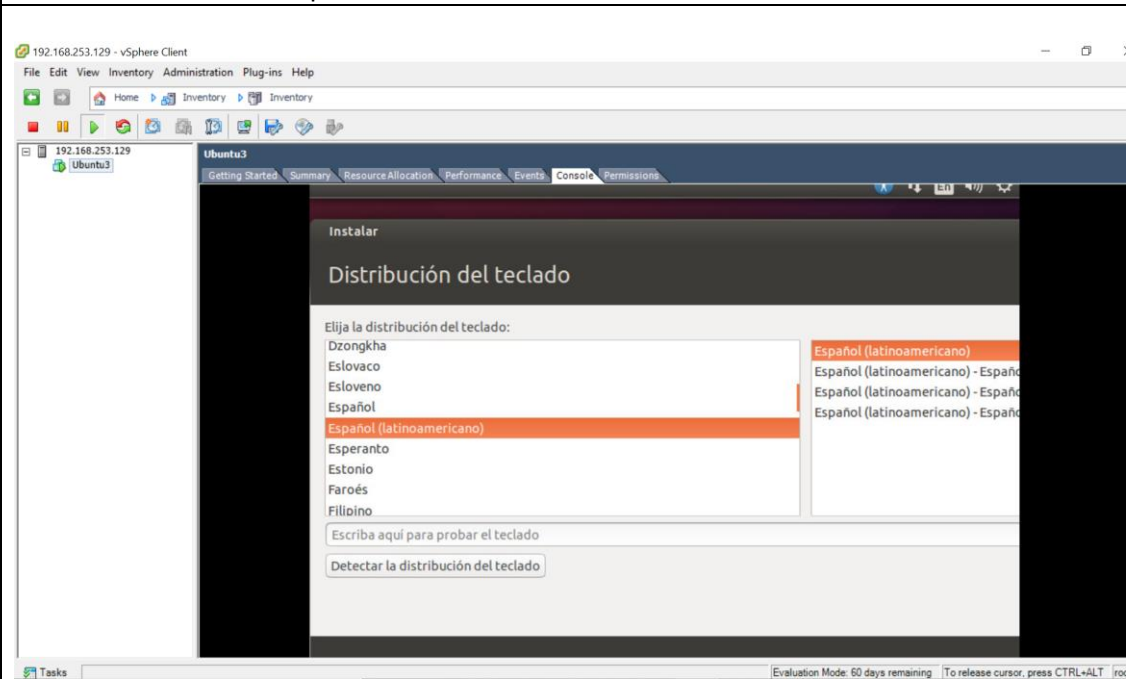 192.168.253.129 - vSphere Client
File Edit View Inventory Administration Plug-ins Help
Home Inventory Inventory
192.168.253.129
Ubuntu3
Ubuntu3
Getting Started Summary Resource Allocation Performance Events Console Permissions
En
Instalar
Distribución del teclado
Elija la distribución del teclado:
Dzongkha
Eslovaco
Esloveno
Español
Español (latinoamericano)
Esperanto
Estonio
Faroés
Filipino
Español (latinoamericano)
Español (latinoamericano) - Españo
Español (latinoamericano) - Españo
Español (latinoamericano) - Españo
Escriba aquí para probar el teclado
Detectar la distribución del teclado
Tasks
Evaluation Mode: 60 days remaining To release cursor, press CTRL+ALT